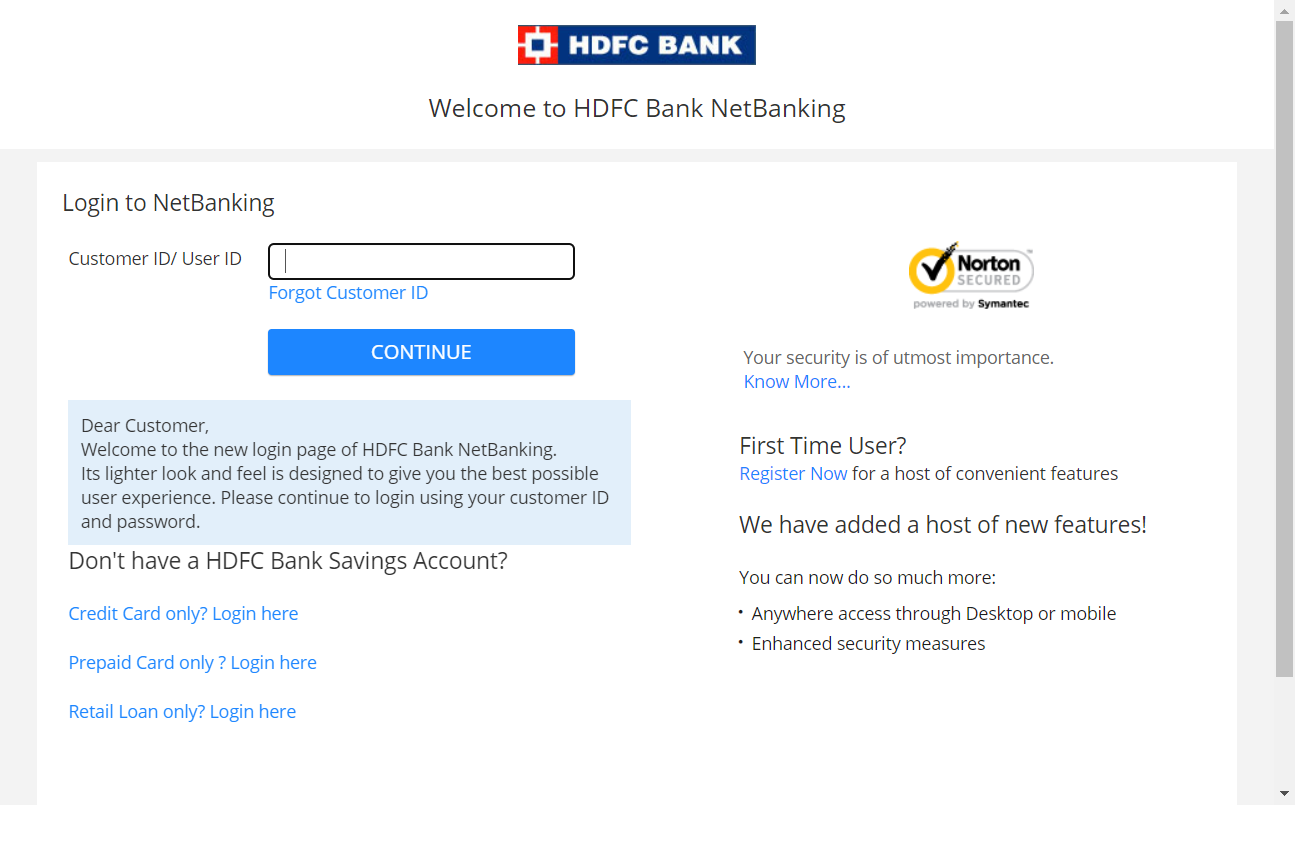 HDFC BANK
Welcome to HDFC Bank NetBanking
Login to NetBanking
Customer ID/ User ID
Forgot Customer ID
CONTINUE
Dear Customer,
Welcome to the new login page of HDFC Bank NetBanking.
Its lighter look and feel is designed to give you the best possible
user experience. Please continue to login using your customer ID
and password.
Don't have a HDFC Bank Savings Account?
Credit Card only? Login here
Prepaid Card only ? Login here
Retail Loan only? Login here
Norton
SECURED
powered by Symantec
Your security is of utmost importance.
Know More...
First Time User?
Register Now for a host of convenient features
We have added a host of new features!
You can now do so much more:
• Anywhere access through Desktop or mobile
• Enhanced security measures